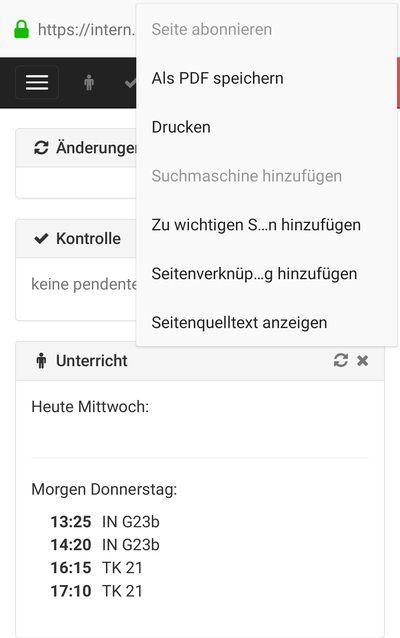 https://intern.
Seite abonnieren
Als PDF speichern
Drucken
Suchmaschine hinzufügen
Zu wichtigen S...n hinzufügen
Seitenverknüp...g hinzufügen
Seitenquelltext anzeigen
Änderungen
Kontrolle
keine pendente
Unterricht
Heute Mittwoch:
Morgen Donnerstag:
13:25 IN G23b
14:20 IN G23b
16:15 TK 21
17:10 TK 21